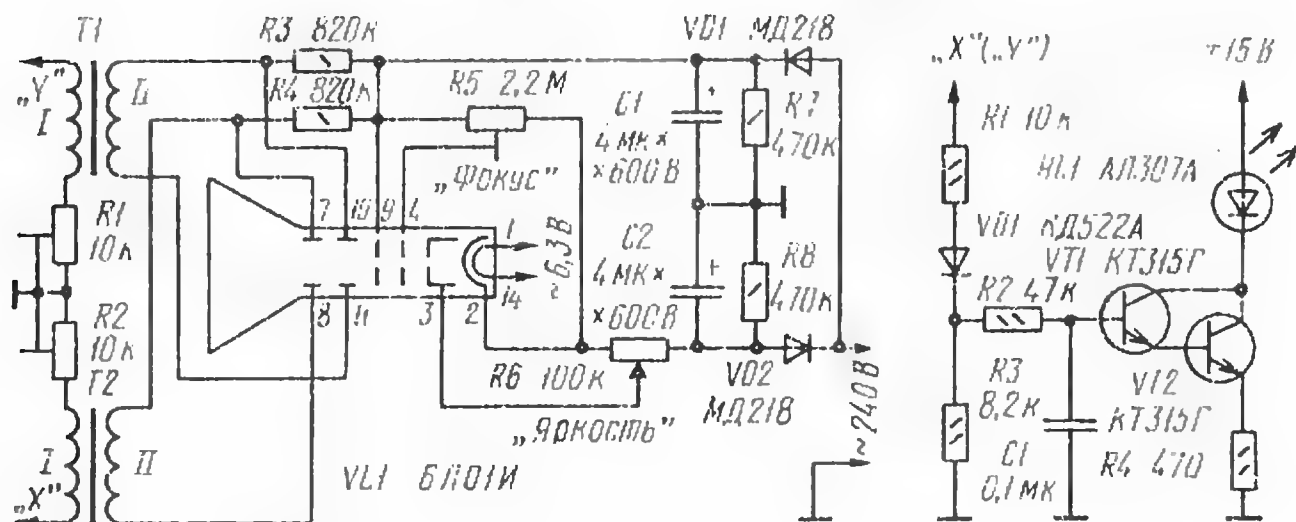 T1
R3 820к
VD1 МД218
„Y"
I
II
R4 820к
R5 2,2М
C1
4 мк ×
×600В
R7
470к
„Фокус"
7 10 9 4
1
≈6,3В
14
R1
10к
C2
4 мк ×
×600В
R8
470к
R2
10к
8 11
3 2
T2
R6 100к
VD2
МД218
≈240В
„Яркость"
I
II
„X"
VL1 6ЛО1И
„X" („Y")
+15В
R1 10к
HL1 АЛ307А
VD1 КД522А
VT1 КТ315Г
R2 47к
R3
8,2к
VT2
КТ315Г
C1
0,1мк
R4 470